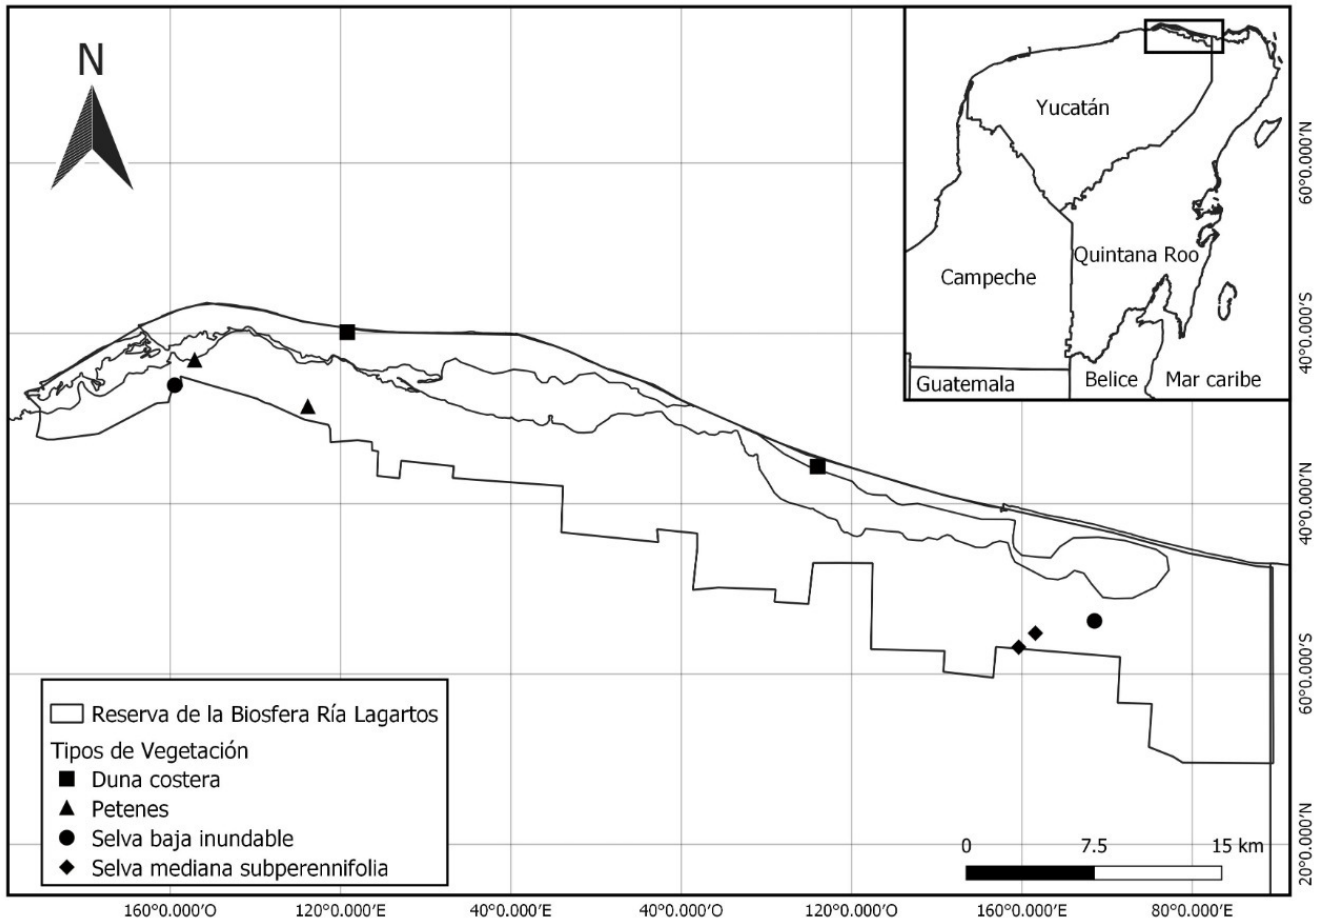 N
Yucatán
Quintana Roo
Campeche
Guatemala
Belice
Mar caribe
60°0.000'N
40°0.000'S
40°0.000'N
60°0.000'S
20°0.000'N
Reserva de la Biosfera Ría Lagartos
Tipos de Vegetación
Duna costera
Petenes
Selva baja inundable
Selva mediana subperennifolia
0 7.5 15 km
160°0.000'O 120°0.000'E 40°0.000'E 40°0.000'O 120°0.000'O 160°0.000'E 80°0.000'O